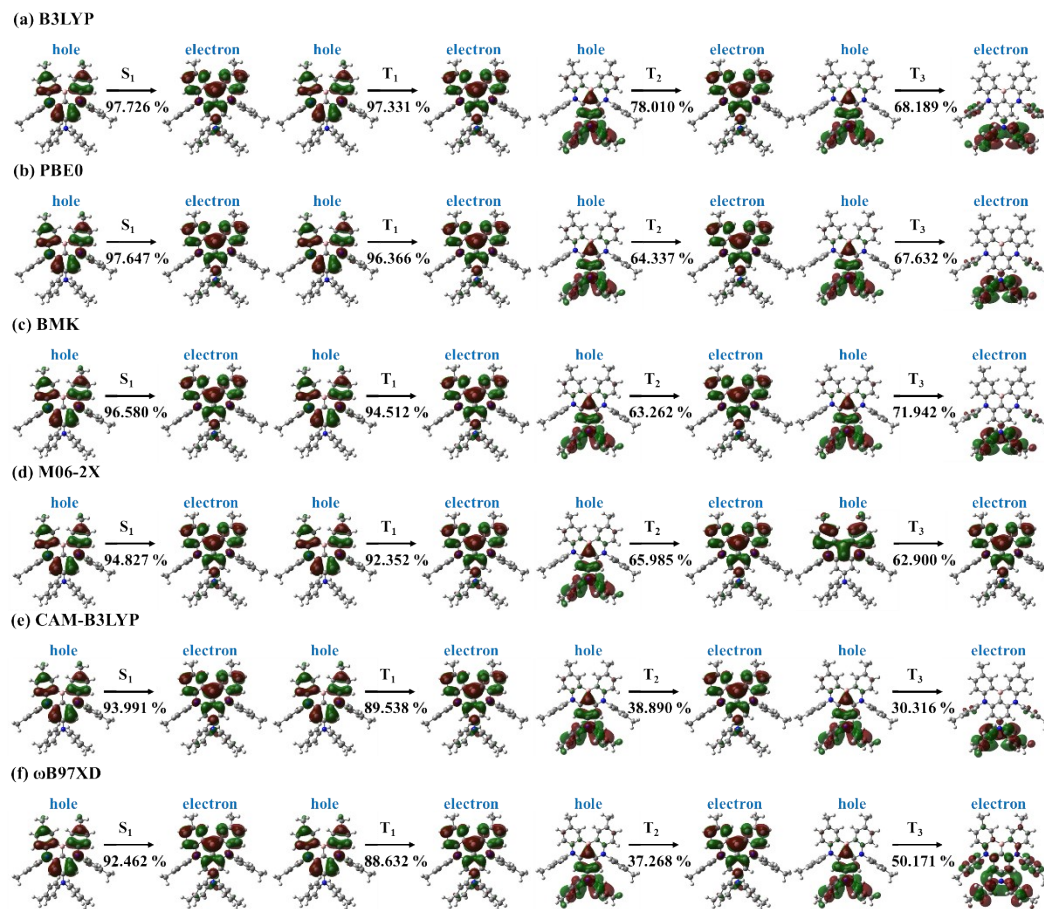 (a) B3LYP
hole electron hole electron hole electron hole electron
S1 T1 T2 T3
97.726 % 97.331 % 78.010 % 68.189 %
(b) PBE0
hole electron hole electron hole electron hole electron
S1 T1 T2 T3
97.647 % 96.366 % 64.337 % 67.632 %
(c) BMK
hole electron hole electron hole electron hole electron
S1 T1 T2 T3
96.580 % 94.512 % 63.262 % 71.942 %
(d) M06-2X
hole electron hole electron hole electron hole electron
S1 T1 T2 T3
94.827 % 92.352 % 65.985 % 62.900 %
(e) CAM-B3LYP
hole electron hole electron hole electron hole electron
S1 T1 T2 T3
93.991 % 89.538 % 38.890 % 30.316 %
(f) ωB97XD
hole electron hole electron hole electron hole electron
S1 T1 T2 T3
92.462 % 88.632 % 37.268 % 50.171 %